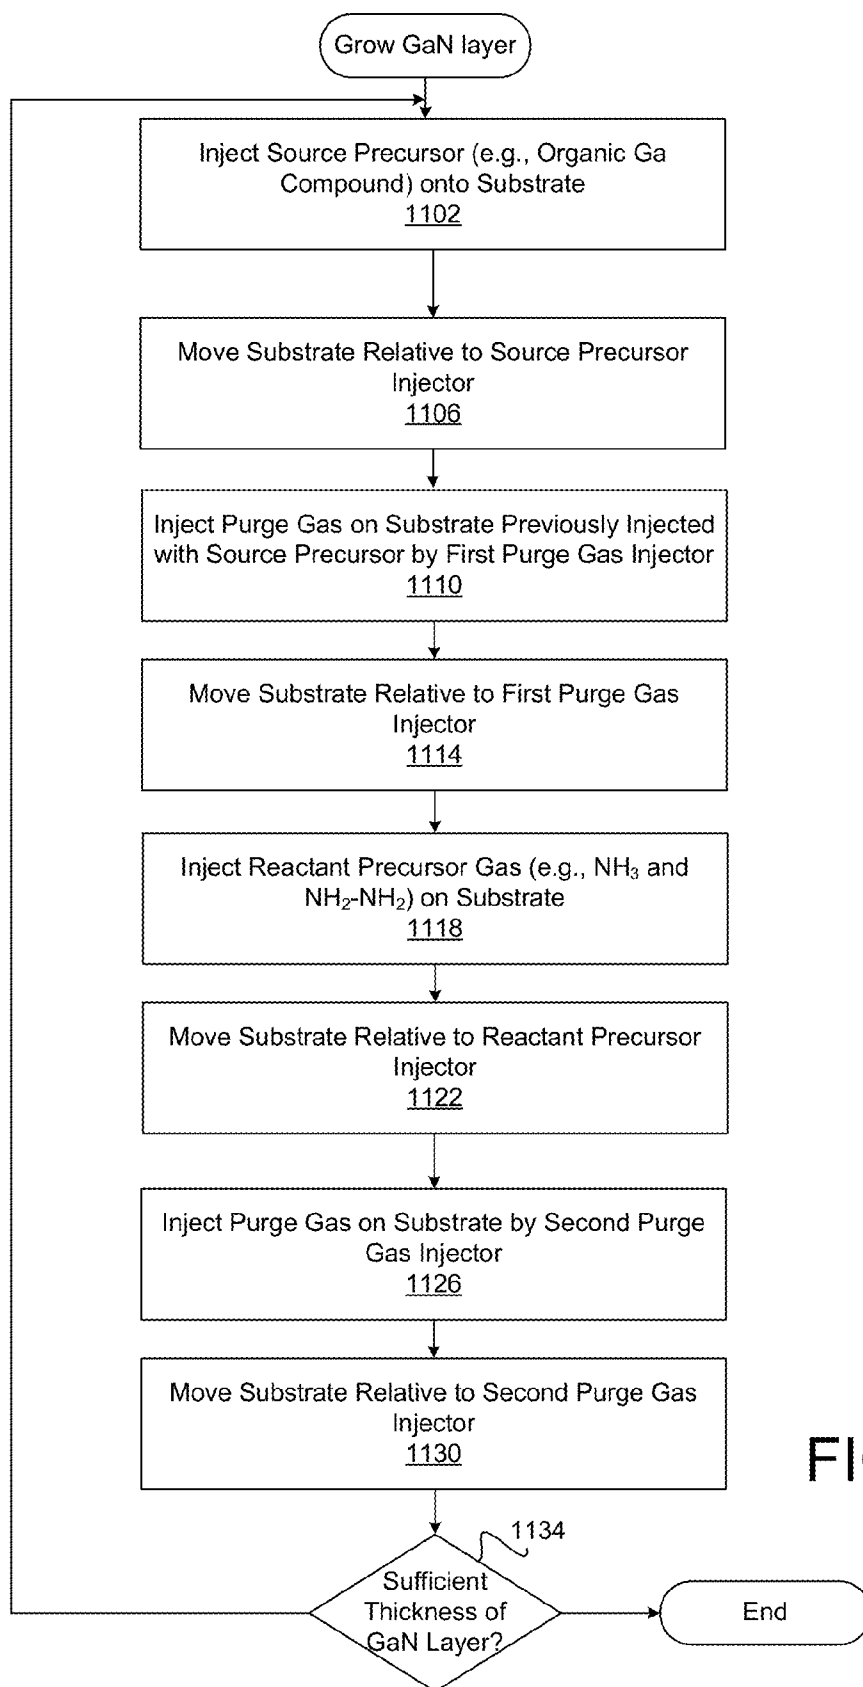 Grow GaN layer
Inject Source Precursor (e.g., Organic Ga
Compound) onto Substrate
1102
Move Substrate Relative to Source Precursor
Injector
1106
Inject Purge Gas on Substrate Previously Injected
with Source Precursor by First Purge Gas Injector
1110
Move Substrate Relative to First Purge Gas
Injector
1114
Inject Reactant Precursor Gas (e.g., NH₃ and
NH₂-NH₂) on Substrate
1118
Move Substrate Relative to Reactant Precursor
Injector
1122
Inject Purge Gas on Substrate by Second Purge
Gas Injector
1126
Move Substrate Relative to Second Purge Gas
Injector
1130
1134
Sufficient
Thickness of
GaN Layer?
End